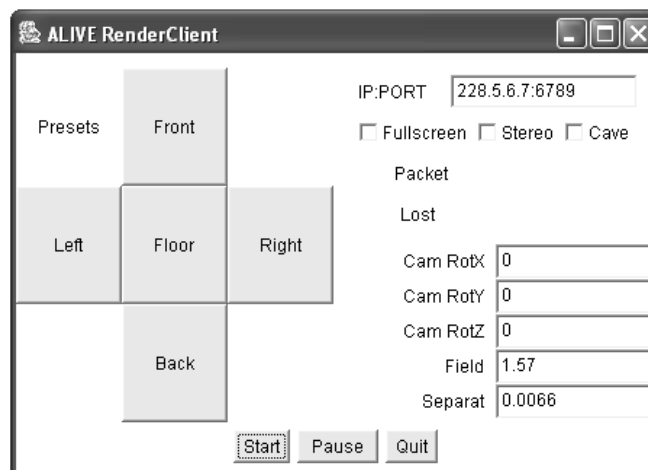 ALIVE RenderClient
IP:PORT 228.5.6.7:6789
Presets Front
Fullscreen Stereo Cave
Packet
Lost
Left Floor Right
Cam RotX 0
Cam RotY 0
Cam RotZ 0
Back
Field 1.57
Separat 0.0066
Start Pause Quit